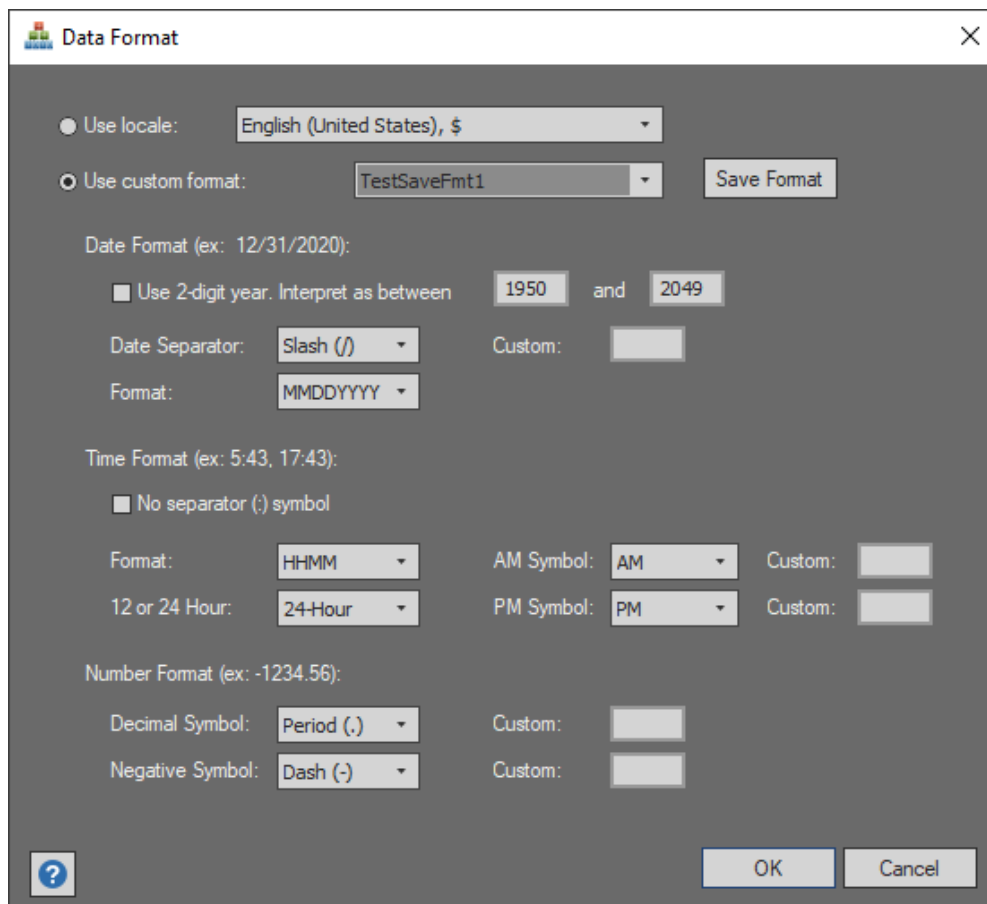 Data Format
Use locale: English (United States), $
Use custom format: TestSaveFmt1 Save Format
Date Format (ex: 12/31/2020):
Use 2-digit year. Interpret as between 1950 and 2049
Date Separator: Slash (/) Custom:
Format: MMDDYYYY
Time Format (ex: 5:43, 17:43):
No separator (:) symbol
Format: HHMM AM Symbol: AM Custom:
12 or 24 Hour: 24-Hour PM Symbol: PM Custom:
Number Format (ex: -1234.56):
Decimal Symbol: Period (.) Custom:
Negative Symbol: Dash (-) Custom:
? OK Cancel